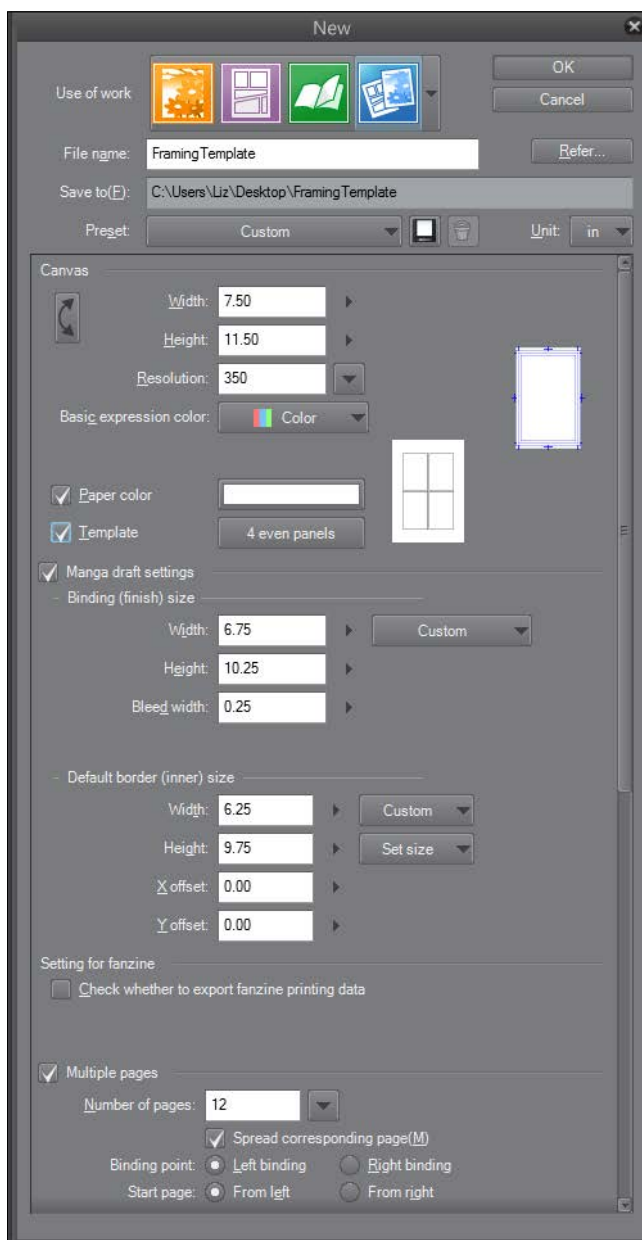 New
Use of work
OK
Cancel
File name: FramingTemplate Refer...
Save to(F): C:\Users\Liz\Desktop\FramingTemplate
Preset: Custom Unit: in
Canvas
Width: 7.50
Height: 11.50
Resolution: 350
Basic expression color: Color
Paper color
Template 4 even panels
Manga draft settings
Binding (finish) size
Width: 6.75 Custom
Height: 10.25
Bleed width: 0.25
Default border (inner) size
Width: 6.25 Custom
Height: 9.75 Set size
X offset: 0.00
Y offset: 0.00
Setting for fanzine
Check whether to export fanzine printing data
Multiple pages
Number of pages: 12
Spread corresponding page(M)
Binding point: Left binding Right binding
Start page: From left From right